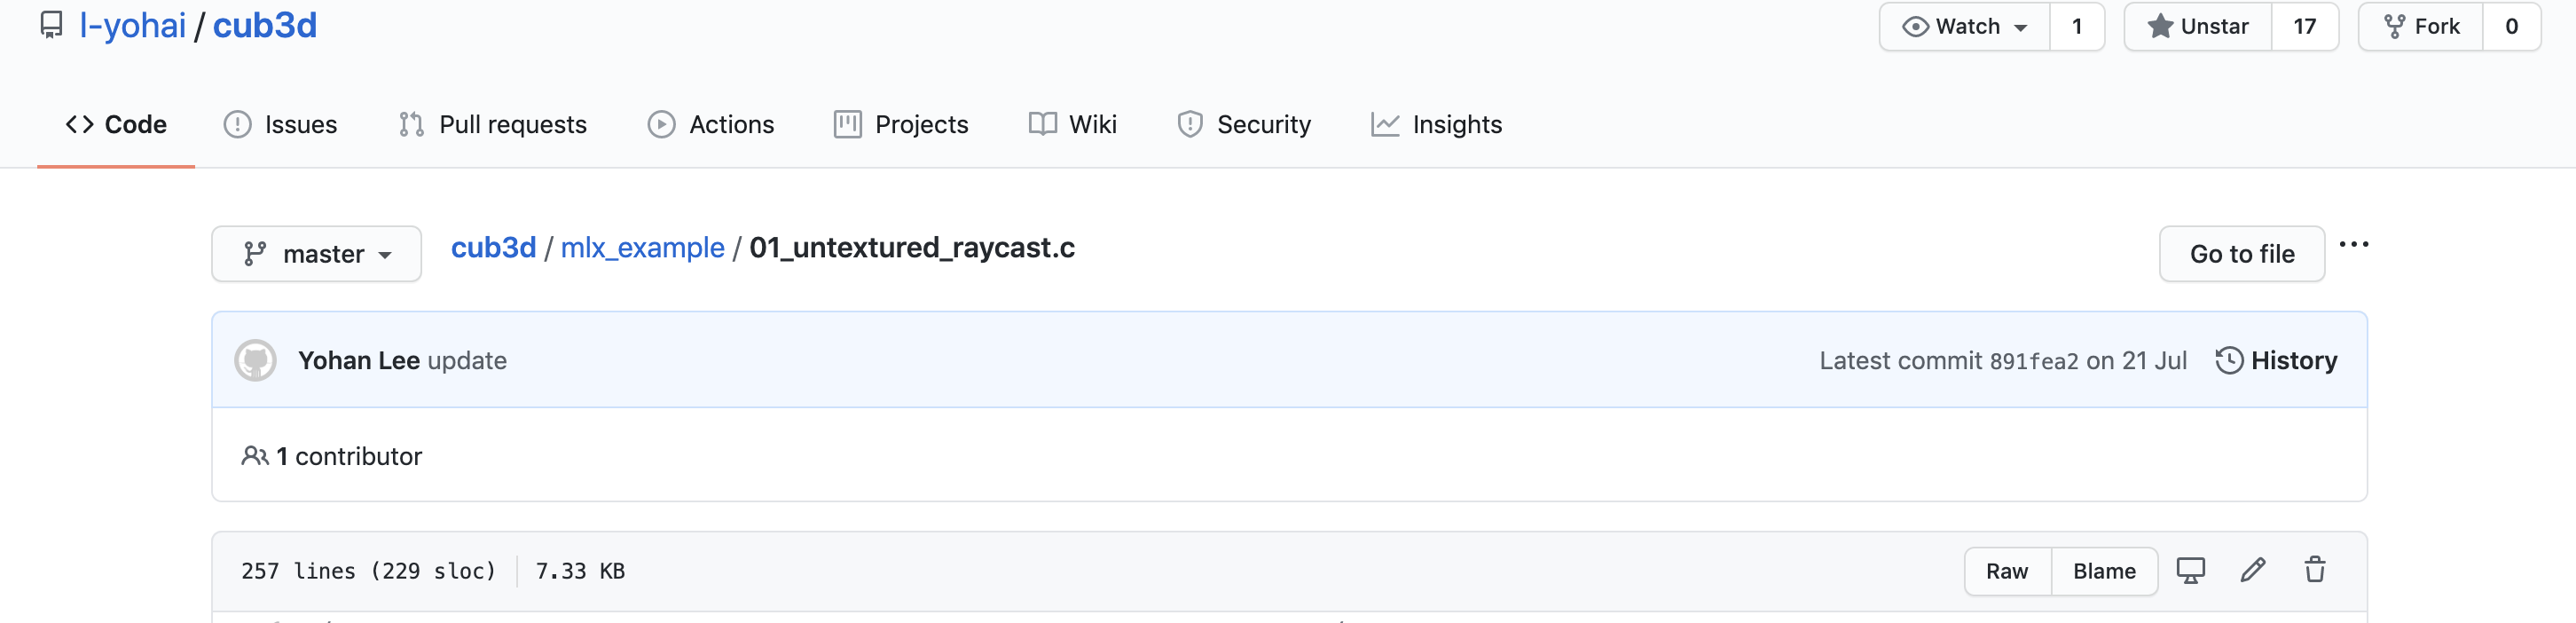 l-yohai / cub3d
Watch 1 Unstar 17 Fork 0
Code Issues Pull requests Actions Projects Wiki Security Insights
master cub3d / mlx_example / 01_untextured_raycast.c Go to file ...
Yohan Lee update Latest commit 891fea2 on 21 Jul History
1 contributor
257 lines (229 sloc) 7.33 KB Raw Blame